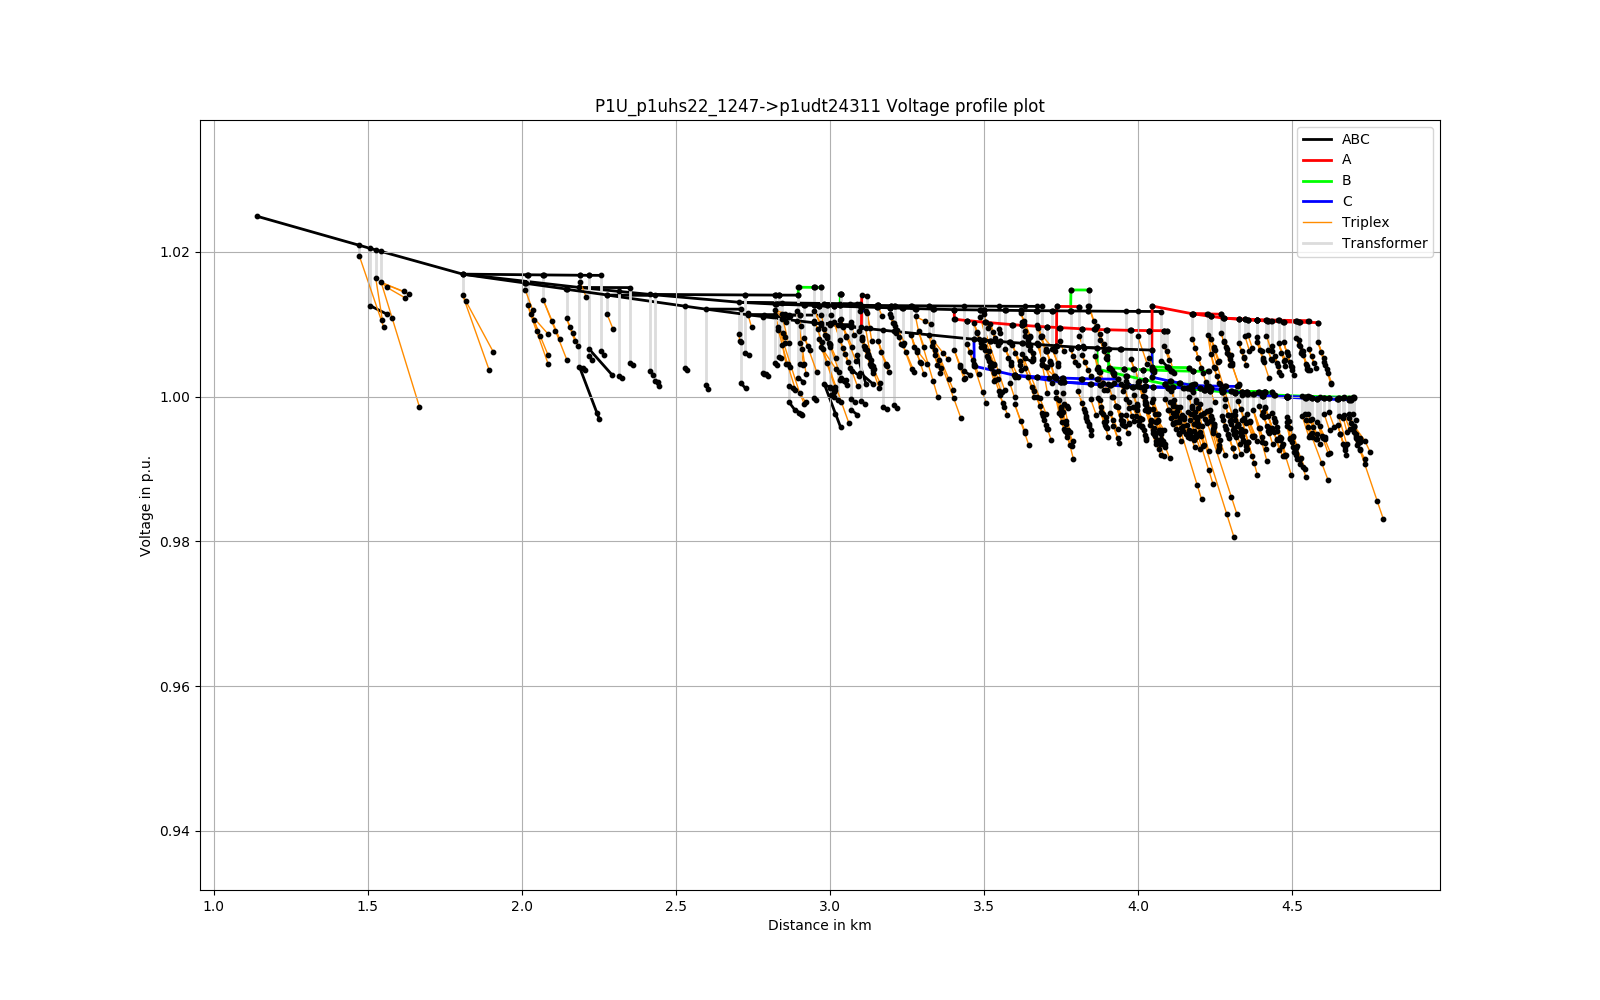 P1U_p1uhs22_1247->p1udt24311 Voltage profile plot
ABC
A
B
C
Triplex
Transformer
1.02
1.00
0.98
0.96
0.94
Voltage in p.u.
1.0 1.5 2.0 2.5 3.0 3.5 4.0 4.5
Distance in km